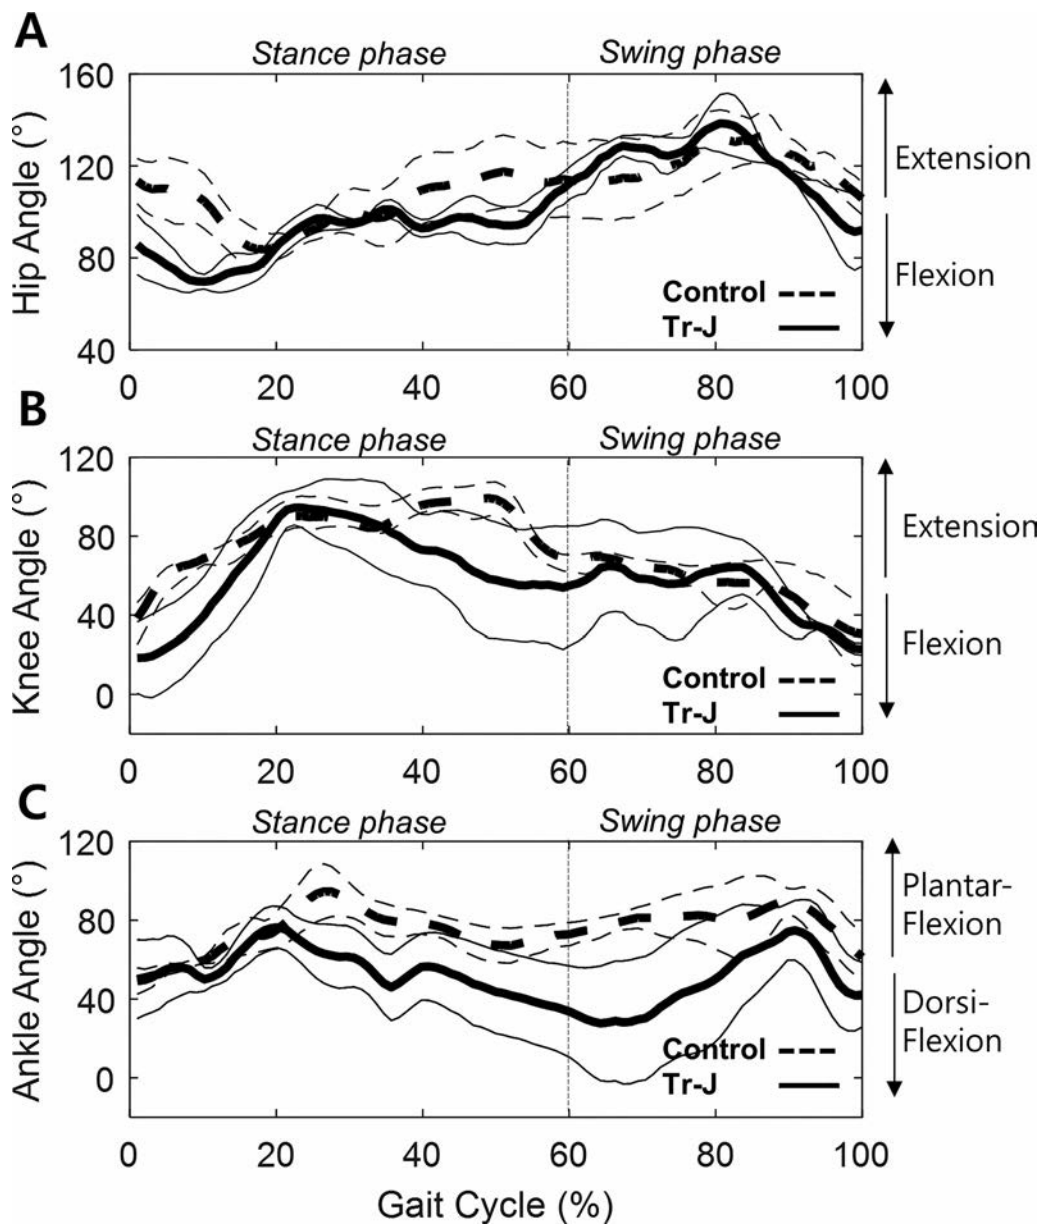 A
Stance phase Swing phase
160
120
80
40
Hip Angle (°)
Extension
Flexion
Control
Tr-J
0 20 40 60 80 100
B
Stance phase Swing phase
120
80
40
0
Knee Angle (°)
Extension
Flexion
Control
Tr-J
0 20 40 60 80 100
C
Stance phase Swing phase
120
80
40
0
Ankle Angle (°)
Plantar-
Flexion
Dorsi-
Flexion
Control
Tr-J
0 20 40 60 80 100
Gait Cycle (%)